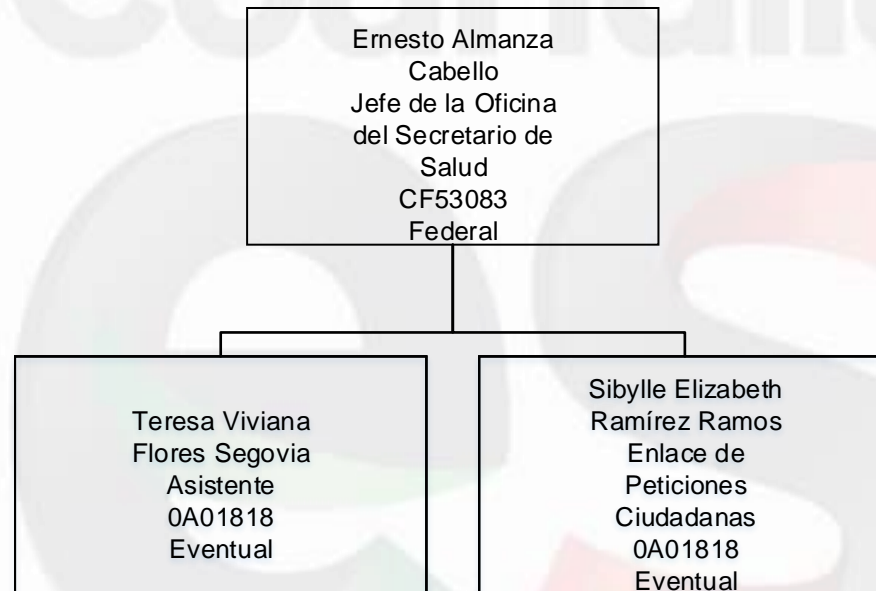 Ernesto Almanza
Cabello
Jefe de la Oficina
del Secretario de
Salud
CF53083
Federal
Teresa Viviana
Flores Segovia
Asistente
0A01818
Eventual
Sibylle Elizabeth
Ramírez Ramos
Enlace de
Peticiones
Ciudadanas
0A01818
Eventual